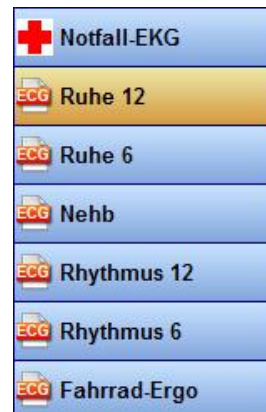 Notfall-EKG
ECG Ruhe 12
ECG Ruhe 6
ECG Nehb
ECG Rhythmus 12
ECG Rhythmus 6
ECG Fahrrad-Ergo